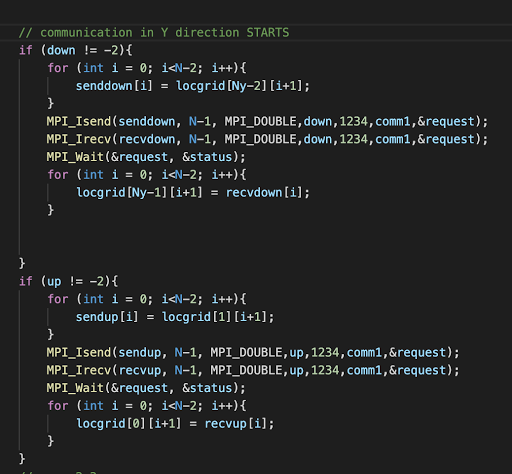 // communication in Y direction STARTS
if (down != -2){
for (int i = 0; i<N-2; i++){
senddown[i] = locgrid[Ny-2][i+1];
}
MPI_Isend(senddown, N-1, MPI_DOUBLE,down,1234,comm1,&request);
MPI_Irecv(recvdown, N-1, MPI_DOUBLE,down,1234,comm1,&request);
MPI_Wait(&request, &status);
for (int i = 0; i<N-2; i++){
locgrid[Ny-1][i+1] = recvdown[i];
}
}
if (up != -2){
for (int i = 0; i<N-2; i++){
sendup[i] = locgrid[1][i+1];
}
MPI_Isend(sendup, N-1, MPI_DOUBLE,up,1234,comm1,&request);
MPI_Irecv(recvup, N-1, MPI_DOUBLE,up,1234,comm1,&request);
MPI_Wait(&request, &status);
for (int i = 0; i<N-2; i++){
locgrid[0][i+1] = recvup[i];
}
}